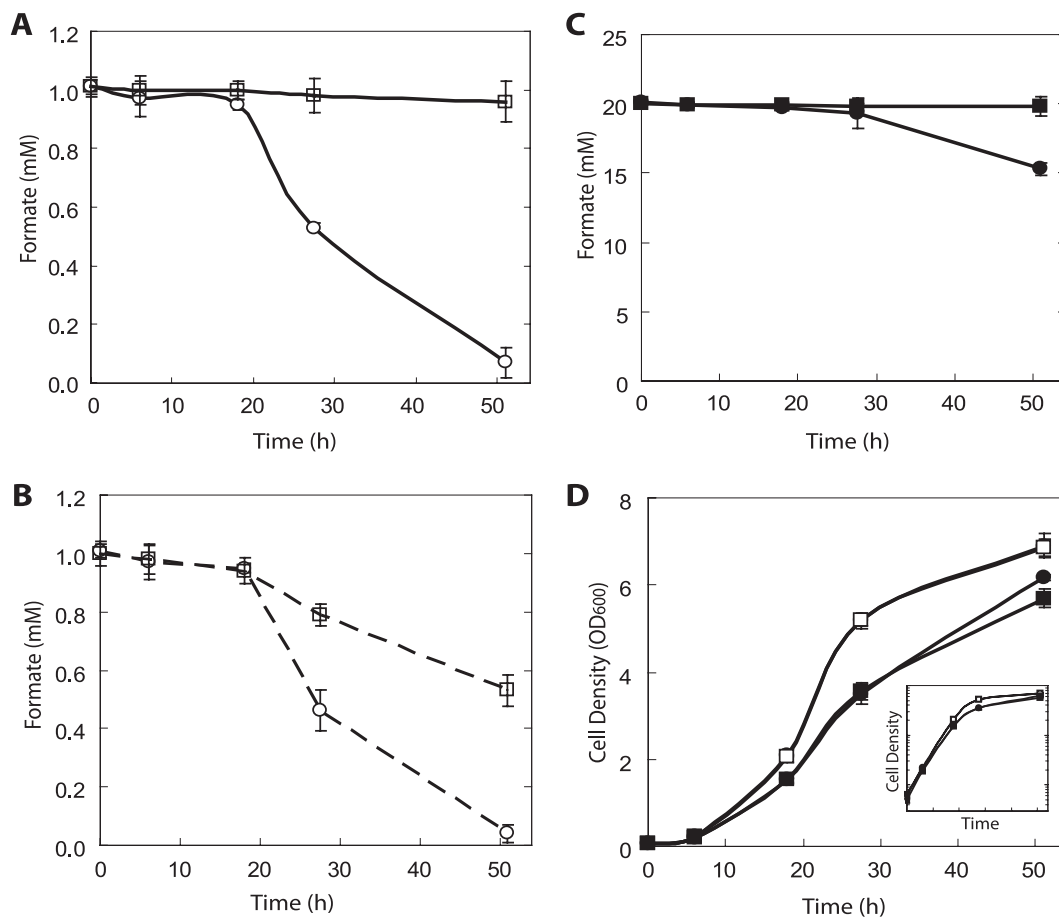 A
1.2
1.0
0.8
0.6
0.4
0.2
0.0
Formate (mM)
0 10 20 30 40 50
Time (h)
C
25
20
15
10
5
0
Formate (mM)
0 10 20 30 40 50
Time (h)
B
1.2
1.0
0.8
0.6
0.4
0.2
0.0
Formate (mM)
0 10 20 30 40 50
Time (h)
D
8
6
4
2
0
Cell Density (OD600)
0 10 20 30 40 50
Time (h)
Cell Density
Time